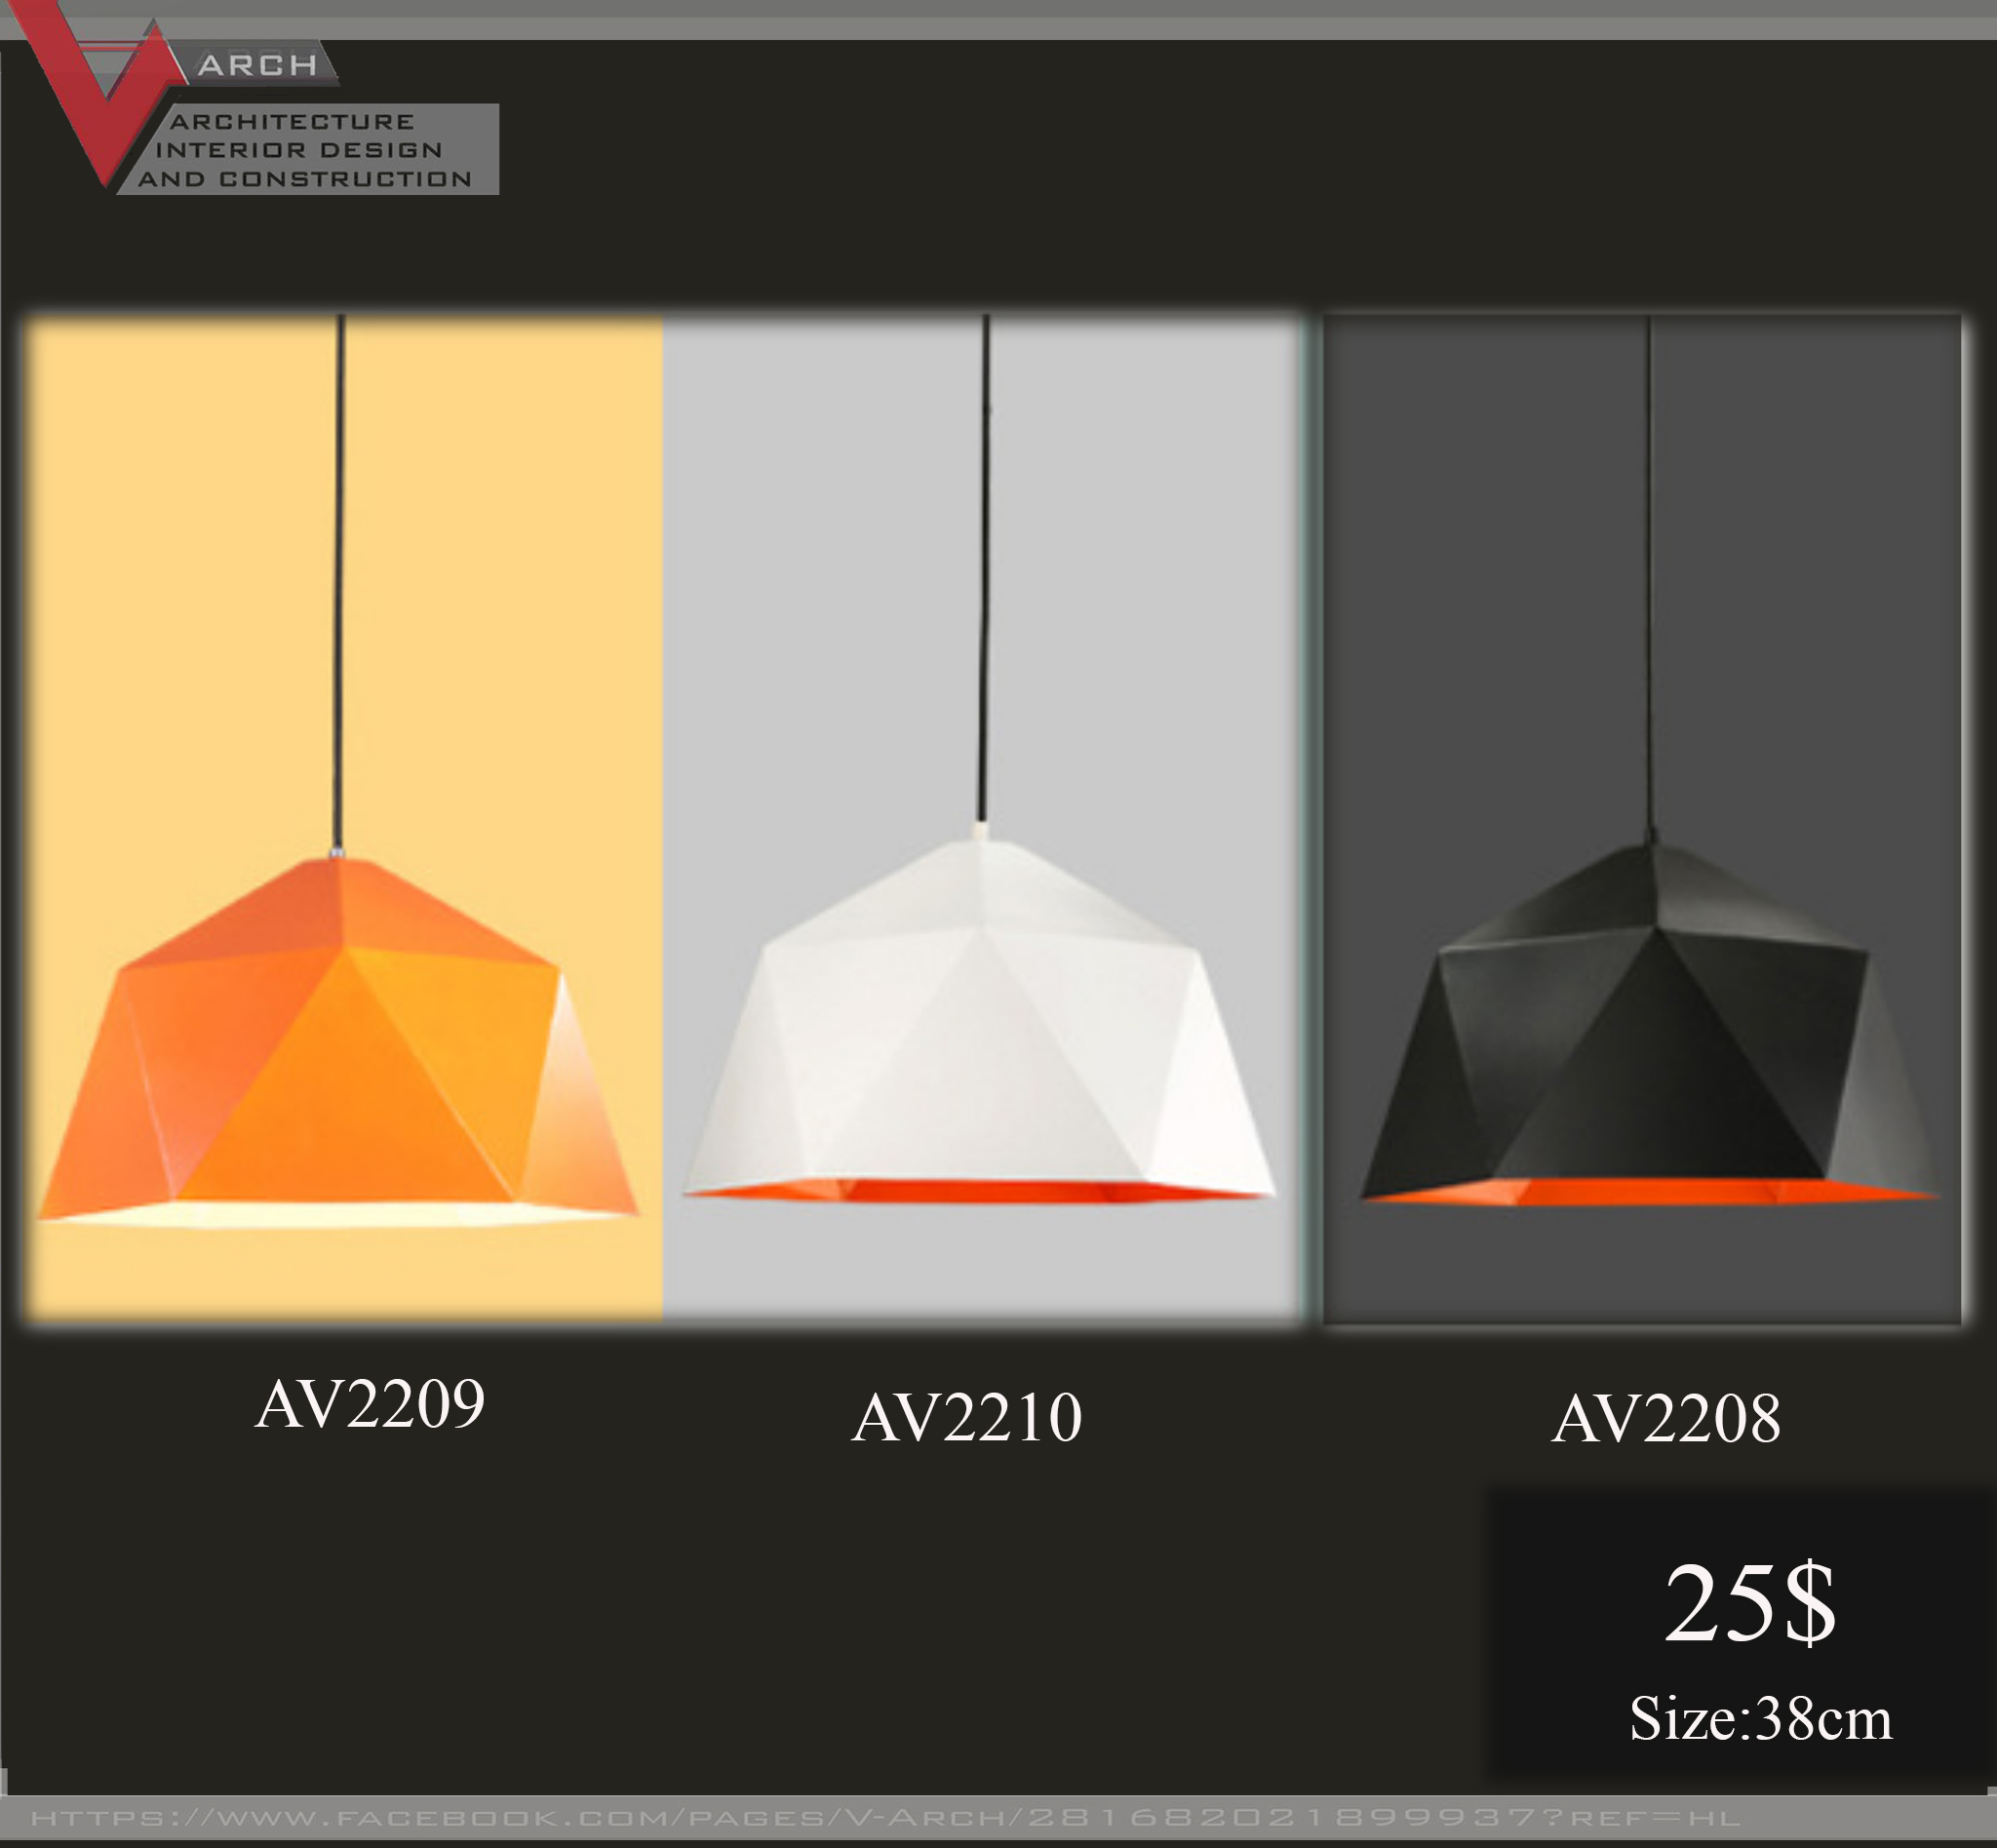 ARCH
ARCHITECTURE
INTERIOR DESIGN
AND CONSTRUCTION
AV2209
AV2210
AV2208
25$
Size:38cm
HTTPS://WWW.FACEBOOK.COM/PAGES/V-ARCH/281682021899937?REF=HL